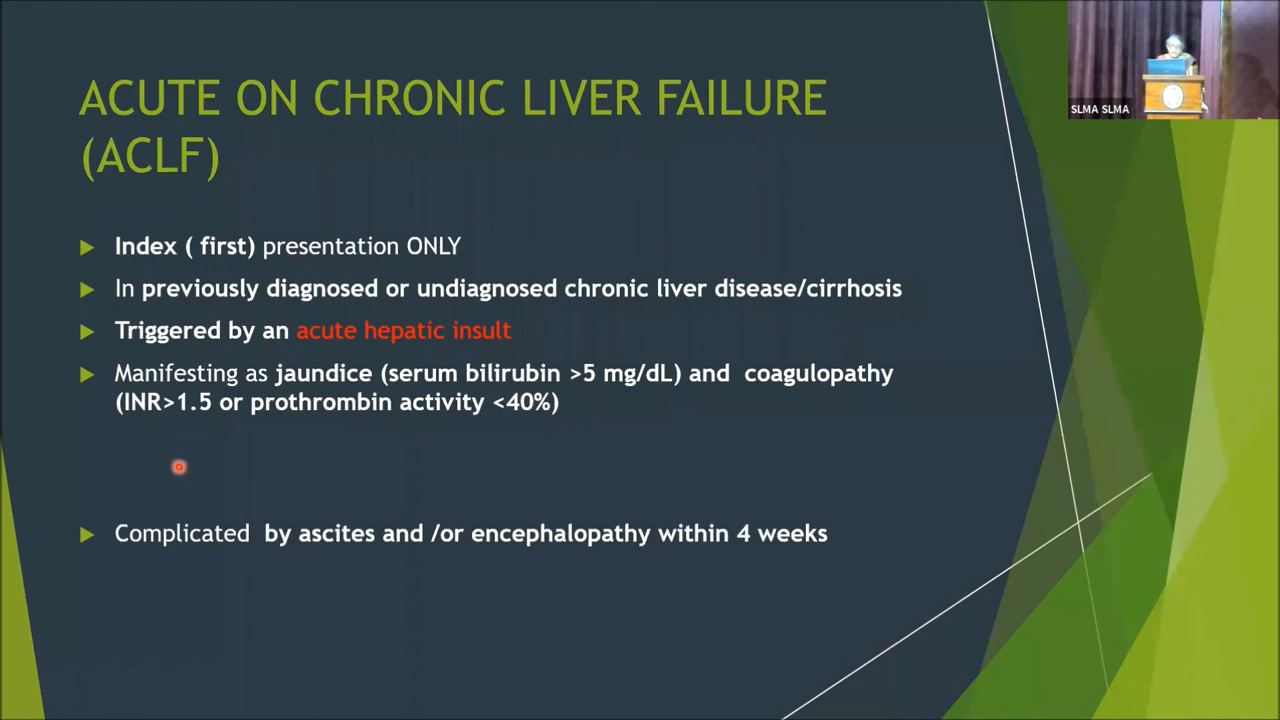 ACUTE ON CHRONIC LIVER FAILURE
(ACLF)
SLMA SLMA
Index ( first) presentation ONLY
In previously diagnosed or undiagnosed chronic liver disease/cirrhosis
Triggered by an acute hepatic insult
Manifesting as jaundice (serum bilirubin >5 mg/dL) and coagulopathy
(INR>1.5 or prothrombin activity <40%)
Complicated by ascites and /or encephalopathy within 4 weeks